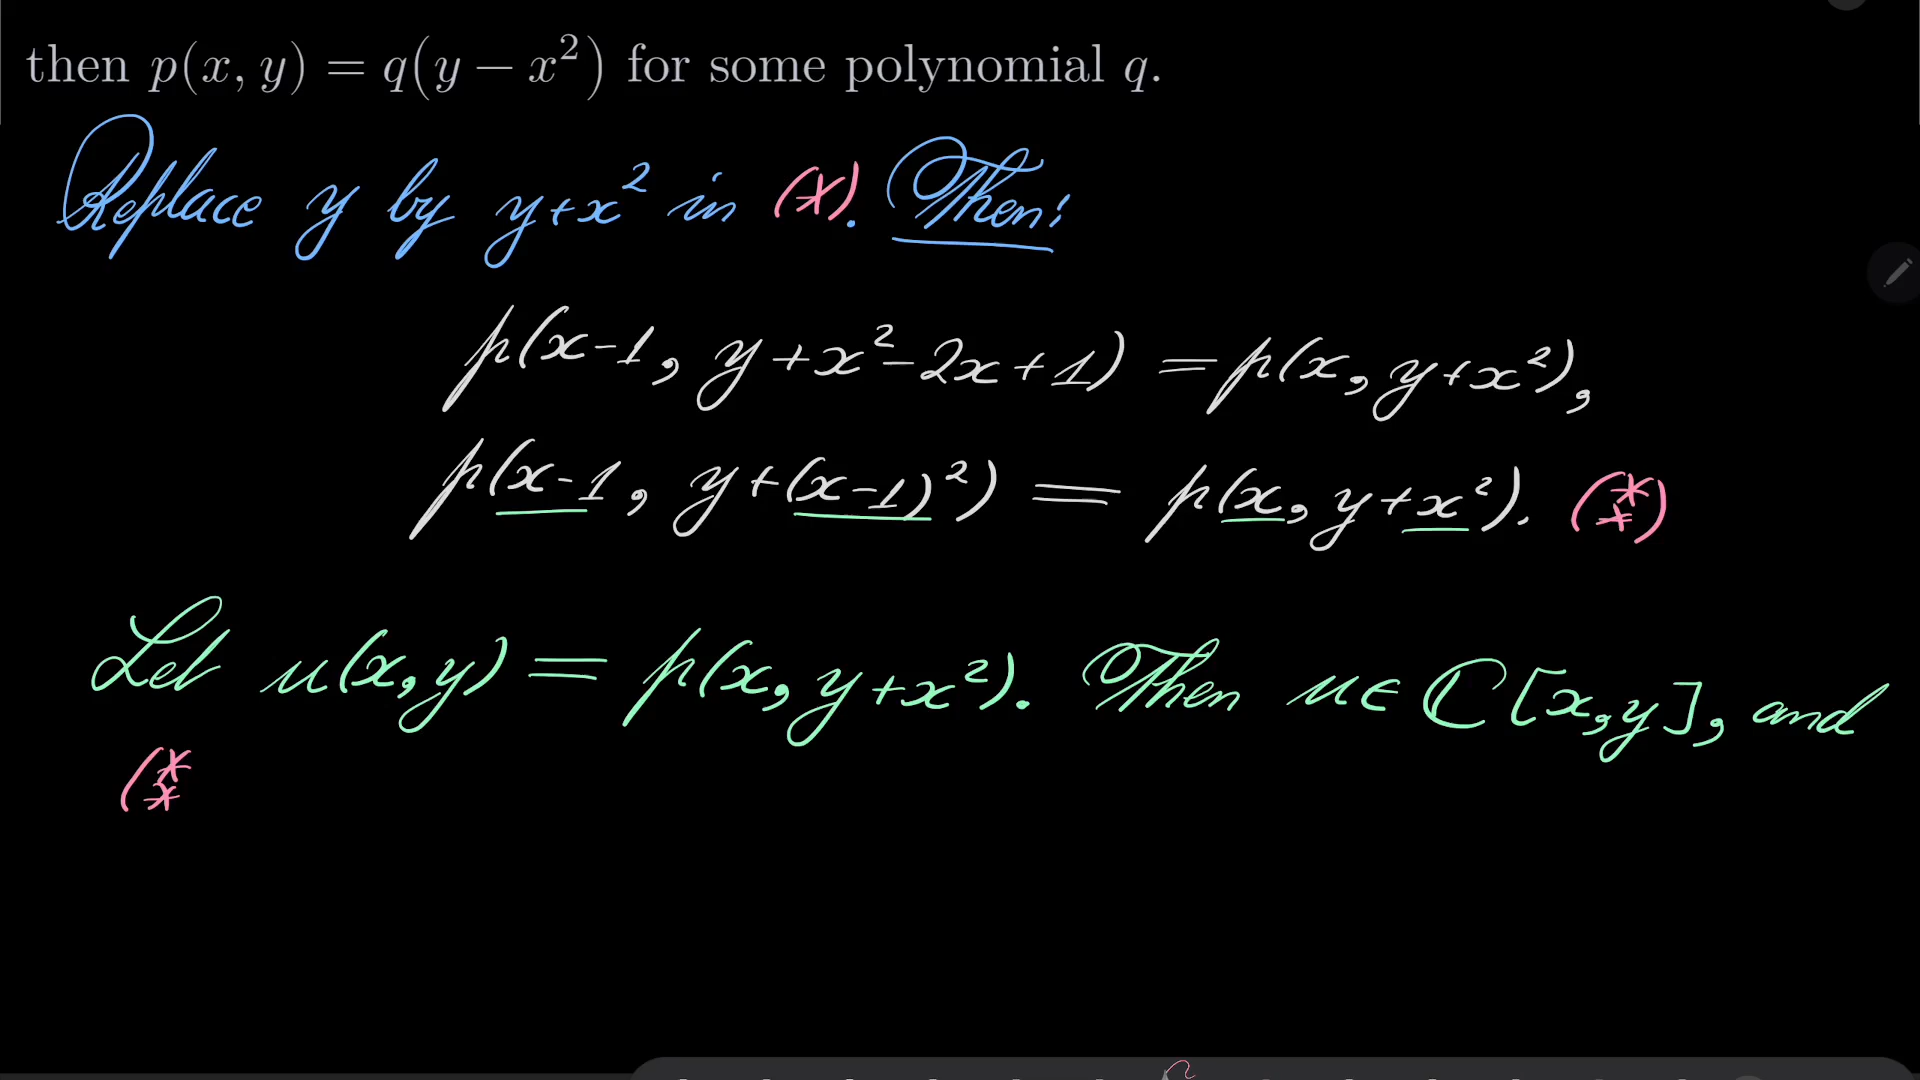 then p(x, y) = q(y − x²) for some polynomial q.
Replace y by y+x² in (*). Then:
p(x-1, y+x²-2x+1) = p(x, y+x²),
p(x-1, y+(x-1)²) = p(x, y+x²). (**)
Let u(x,y) = p(x, y+x²). Then u∈ℂ[x,y], and
(**